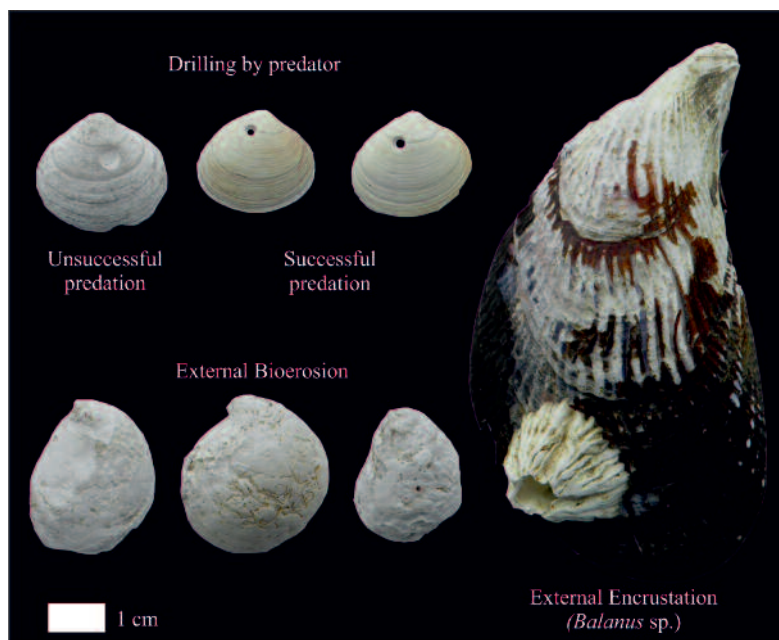 Drilling by predator
Unsuccessful
predation
Successful
predation
External Bioerosion
1 cm
External Encrustation
(Balanus sp.)